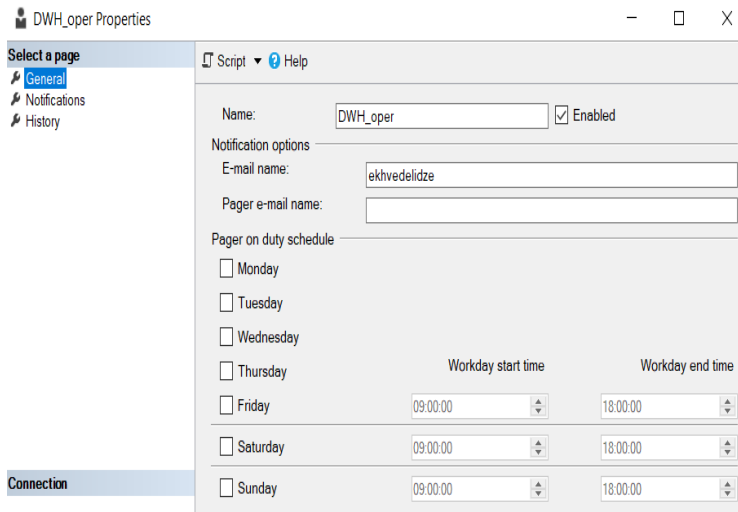 DWH_oper Properties
Select a page
General
Notifications
History
Script
Help
Name:
DWH_oper
Enabled
Notification options
E-mail name:
ekhvedelidze
Pager e-mail name:
Pager on duty schedule
Monday
Tuesday
Wednesday
Thursday
Workday start time
Workday end time
Friday
09:00:00
18:00:00
Saturday
09:00:00
18:00:00
Sunday
09:00:00
18:00:00
Connection